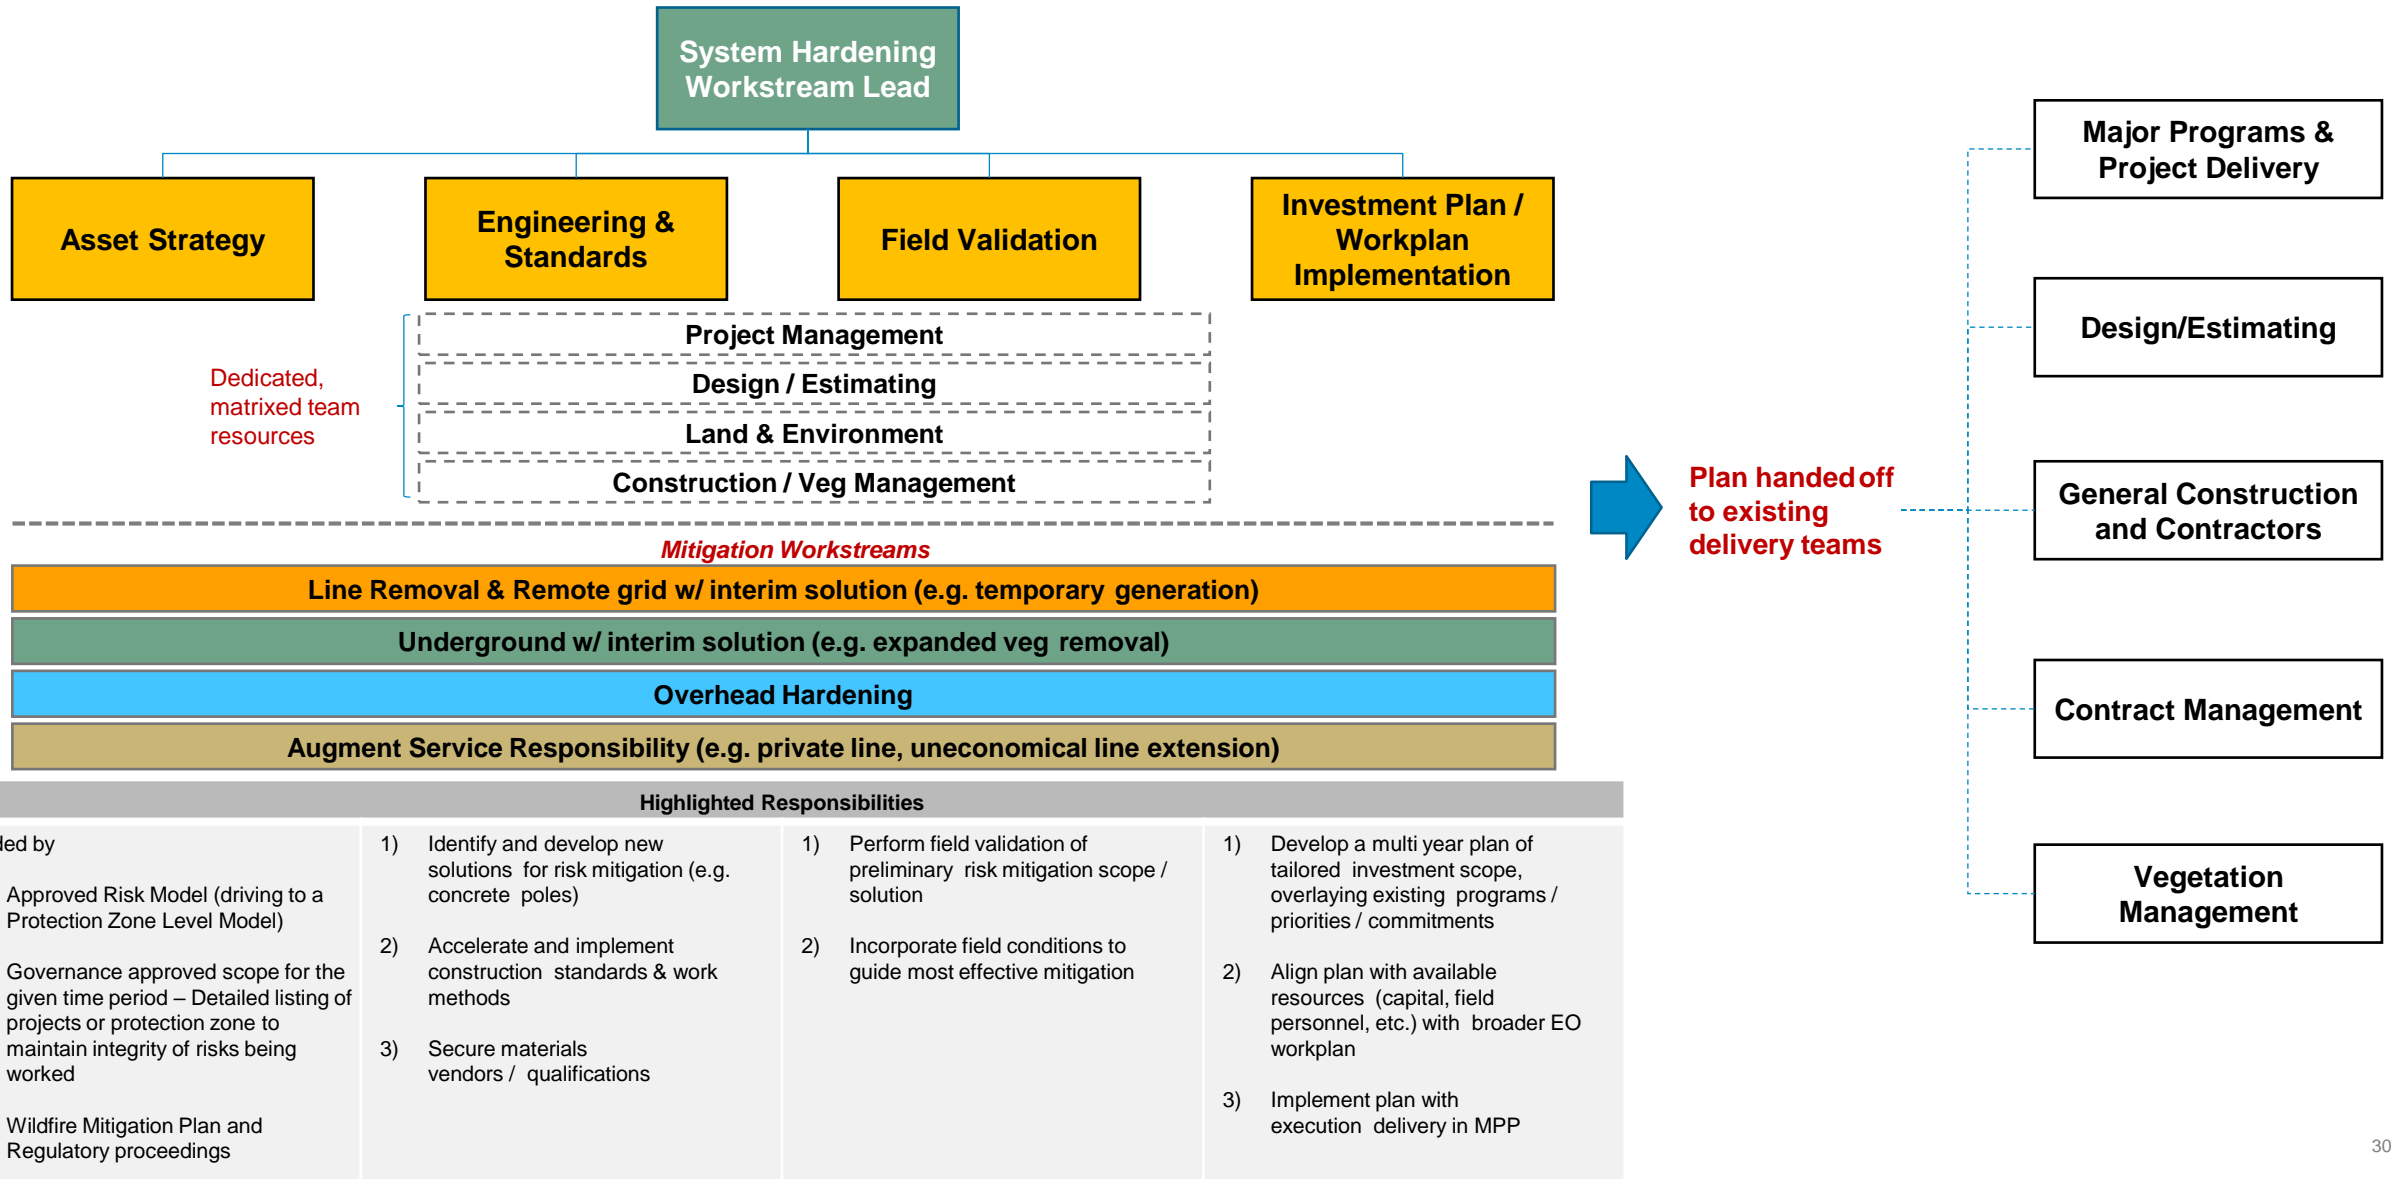 System Hardening
Workstream Lead
Asset Strategy
Engineering &
Standards
Field Validation
Investment Plan /
Workplan
Implementation
Project Management
Design / Estimating
Land & Environment
Construction / Veg Management
Dedicated,
matrixed team
resources
Mitigation Workstreams
Line Removal & Remote grid w/ interim solution (e.g. temporary generation)
Underground w/ interim solution (e.g. expanded veg removal)
Overhead Hardening
Augment Service Responsibility (e.g. private line, uneconomical line extension)
Plan handed off
to existing
delivery teams
Major Programs &
Project Delivery
Design/Estimating
General Construction
and Contractors
Contract Management
Vegetation
Management
Highlighted Responsibilities
by
Approved Risk Model (driving to a
Protection Zone Level Model)
Governance approved scope for the
given time period – Detailed listing of
projects or protection zone to
maintain integrity of risks being
worked
Wildfire Mitigation Plan and
Regulatory proceedings
1) Identify and develop new
solutions for risk mitigation (e.g.
concrete poles)
2) Accelerate and implement
construction standards & work
methods
3) Secure materials
vendors / qualifications
1) Perform field validation of
preliminary risk mitigation scope /
solution
2) Incorporate field conditions to
guide most effective mitigation
1) Develop a multi year plan of
tailored investment scope,
overlaying existing programs /
priorities / commitments
2) Align plan with available
resources (capital, field
personnel, etc.) with broader EO
workplan
3) Implement plan with
execution delivery in MPP
30